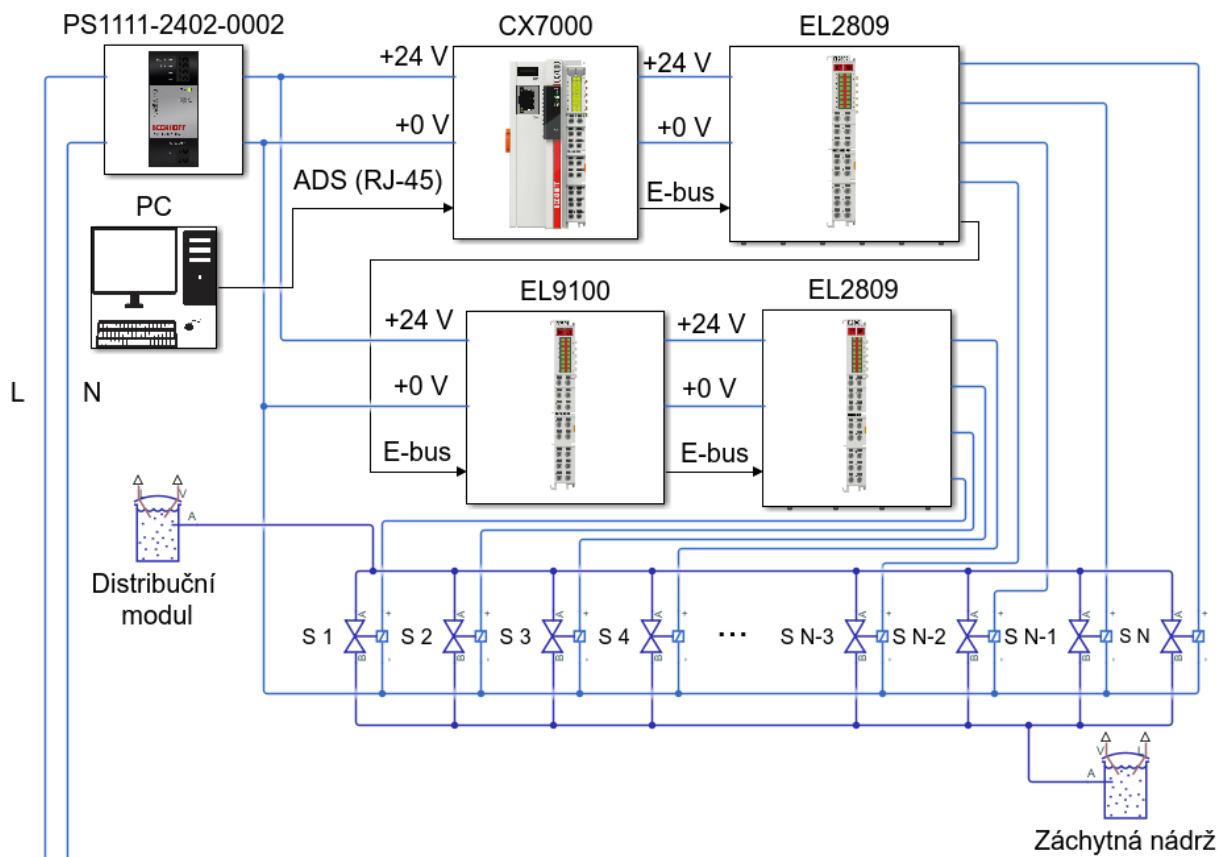 PS1111-2402-0002
CX7000
EL2809
+24 V
+24 V
+0 V
+0 V
ADS (RJ-45)
E-bus
PC
EL9100
EL2809
+24 V
+24 V
+0 V
+0 V
L
N
E-bus
E-bus
V
A
Distribuční
modul
A
A
A
A
A
A
A
A
S 1
S 2
S 3
S 4
...
S N-3
S N-2
S N-1
S N
B
B
B
B
B
B
B
B
V
L
A
Záchytná nádrž